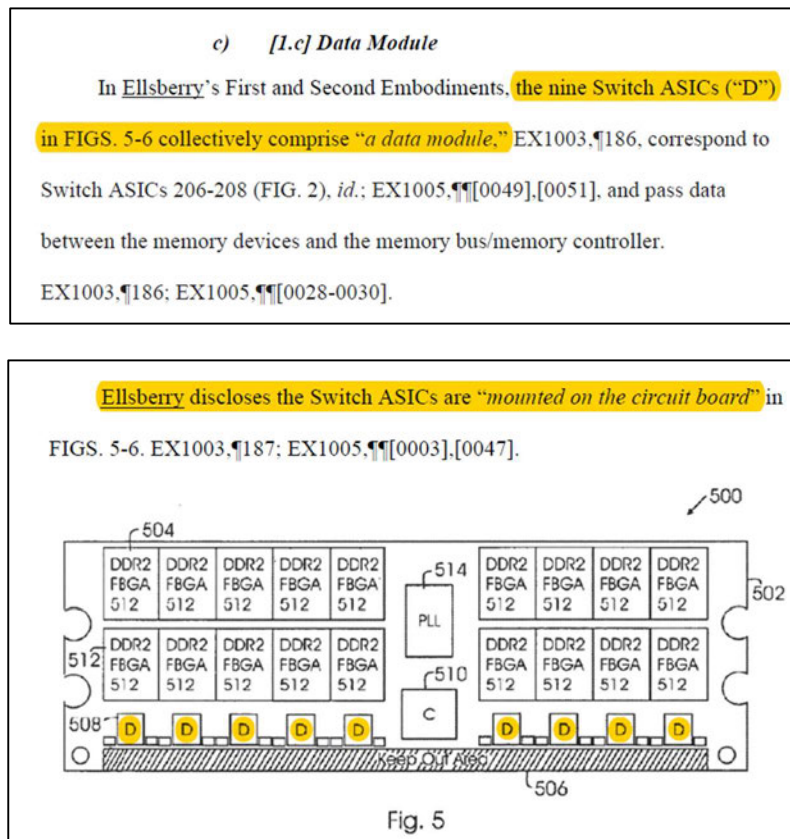 c) [1.c] Data Module
In Ellsberry's First and Second Embodiments, the nine Switch ASICs (“D”)
in FIGS. 5-6 collectively comprise “a data module,” EX1003,¶186, correspond to
Switch ASICs 206-208 (FIG. 2), id.; EX1005,¶¶[0049],[0051], and pass data
between the memory devices and the memory bus/memory controller.
EX1003,¶186; EX1005,¶¶[0028-0030].
Ellsberry discloses the Switch ASICs are “mounted on the circuit board” in
FIGS. 5-6. EX1003,¶187; EX1005,¶¶[0003],[0047].
500
504
514
502
DDR2 DDR2 DDR2 DDR2 DDR2 DDR2 DDR2 DDR2 DDR2
FBGA FBGA FBGA FBGA FBGA FBGA FBGA FBGA FBGA
512 512 512 512 512 512 512 512 512
PLL
512
DDR2 DDR2 DDR2 DDR2 DDR2 DDR2 DDR2 DDR2 DDR2
FBGA FBGA FBGA FBGA FBGA FBGA FBGA FBGA FBGA
512 512 512 512 512 512 512 512 512
510
C
508
D D D D D D D D D
Keep Out Area
506
Fig. 5